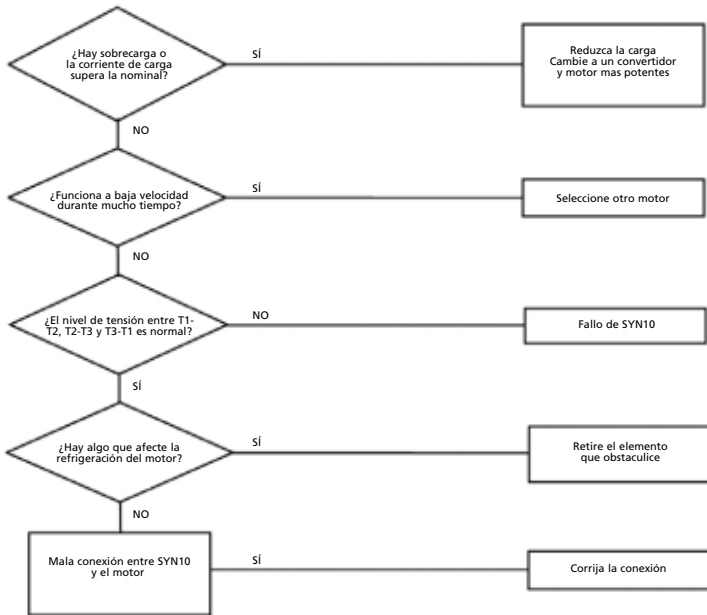 ¿Hay sobrecarga o
la corriente de carga
supera la nominal?
SÍ
Reduzca la carga
Cambie a un convertidor
y motor mas potentes
NO
¿Funciona a baja velocidad
durante mucho tiempo?
SÍ
Seleccione otro motor
NO
¿El nivel de tensión entre T1-
T2, T2-T3 y T3-T1 es normal?
NO
Fallo de SYN10
SÍ
¿Hay algo que afecte la
refrigeración del motor?
SÍ
Retire el elemento
que obstaculice
NO
Mala conexión entre SYN10
y el motor
SÍ
Corrija la conexión